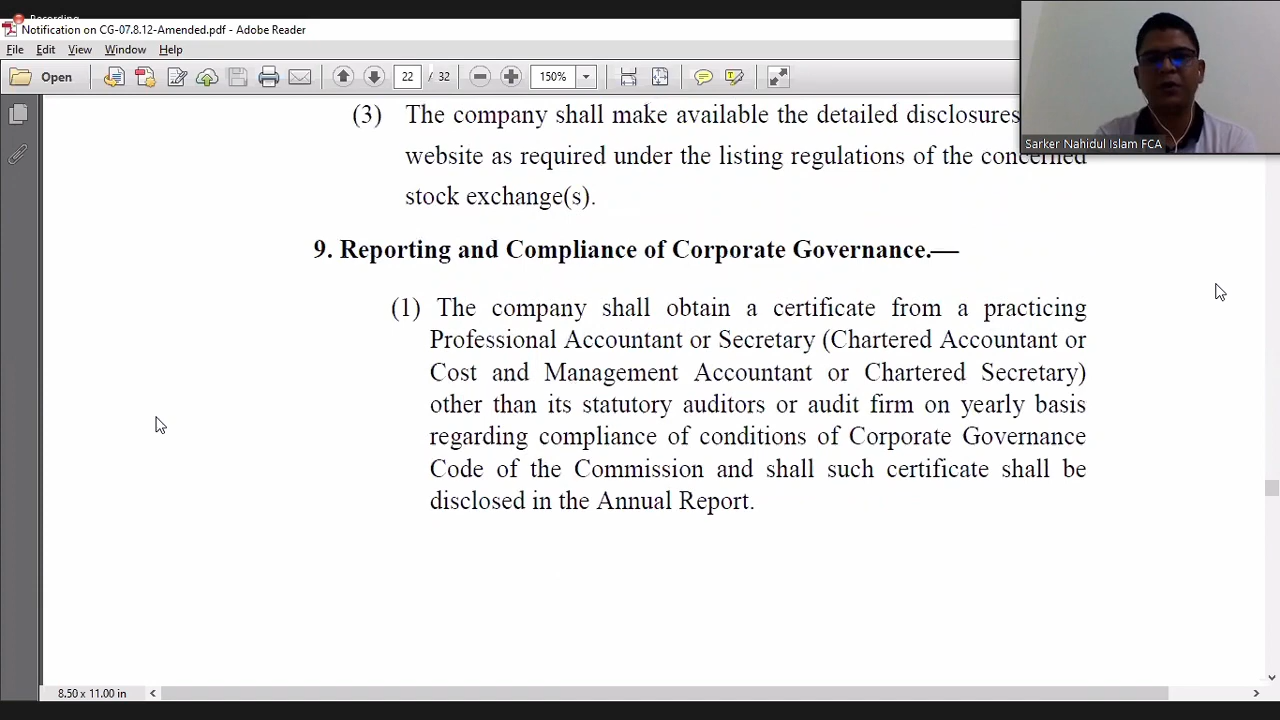 Recording
Notification on CG-07.8.12-Amended.pdf - Adobe Reader
File Edit View Window Help
Open 22 / 32 150%
(3) The company shall make available the detailed disclosures
website as required under the listing regulations of the concerned
stock exchange(s).
Sarker Nahidul Islam FCA
9. Reporting and Compliance of Corporate Governance.—
(1) The company shall obtain a certificate from a practicing
Professional Accountant or Secretary (Chartered Accountant or
Cost and Management Accountant or Chartered Secretary)
other than its statutory auditors or audit firm on yearly basis
regarding compliance of conditions of Corporate Governance
Code of the Commission and shall such certificate shall be
disclosed in the Annual Report.
8.50 x 11.00 in